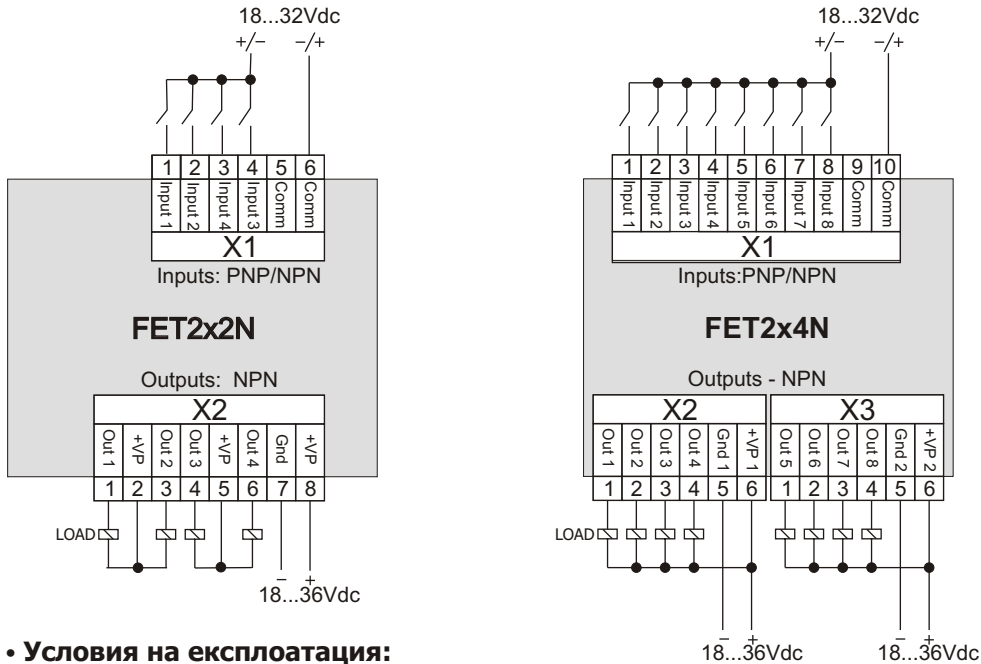 18...32Vdc
+/− −/+
1 2 3 4 5 6
Input 1 Input 2 Input 4 Input 3 Comm Comm
X1
Inputs: PNP/NPN
FET2x2N
Outputs: NPN
X2
Out 1 +VP Out 2 Out 3 +VP Out 4 Gnd +VP
1 2 3 4 5 6 7 8
LOAD
− +
18...36Vdc
18...32Vdc
+/− −/+
1 2 3 4 5 6 7 8 9 10
Input 1 Input 2 Input 3 Input 4 Input 5 Input 6 Input 7 Input 8 Comm Comm
X1
Inputs:PNP/NPN
FET2x4N
Outputs - NPN
X2 X3
Out 1 Out 2 Out 3 Out 4 Gnd 1 +VP 1 Out 5 Out 6 Out 7 Out 8 Gnd 2 +VP 2
1 2 3 4 5 6 1 2 3 4 5 6
LOAD
− + − +
18...36Vdc 18...36Vdc
• Условия на експлоатация: